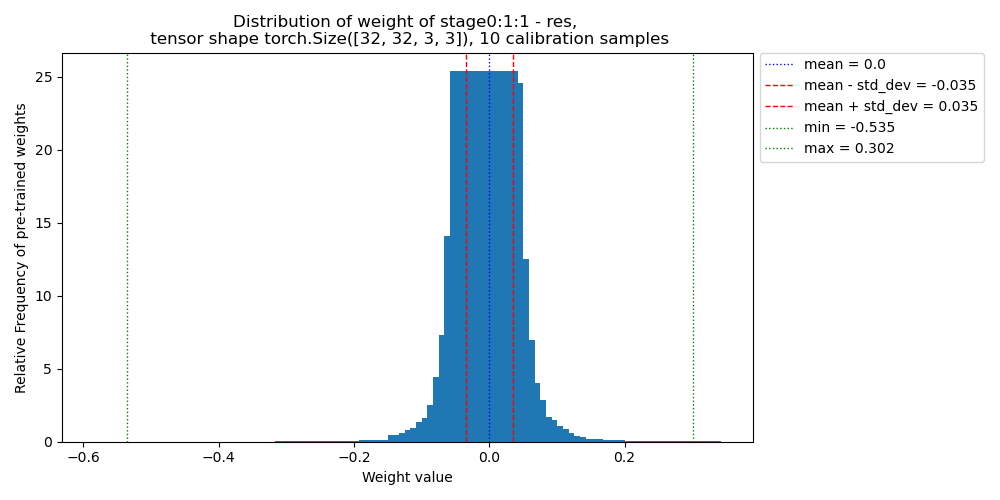 Distribution of weight of stage0:1:1 - res,
tensor shape torch.Size([32, 32, 3, 3]), 10 calibration samples
mean = 0.0
mean - std_dev = -0.035
mean + std_dev = 0.035
min = -0.535
max = 0.302
Relative Frequency of pre-trained weights
25
20
15
10
5
0
−0.6 −0.4 −0.2 0.0 0.2
Weight value